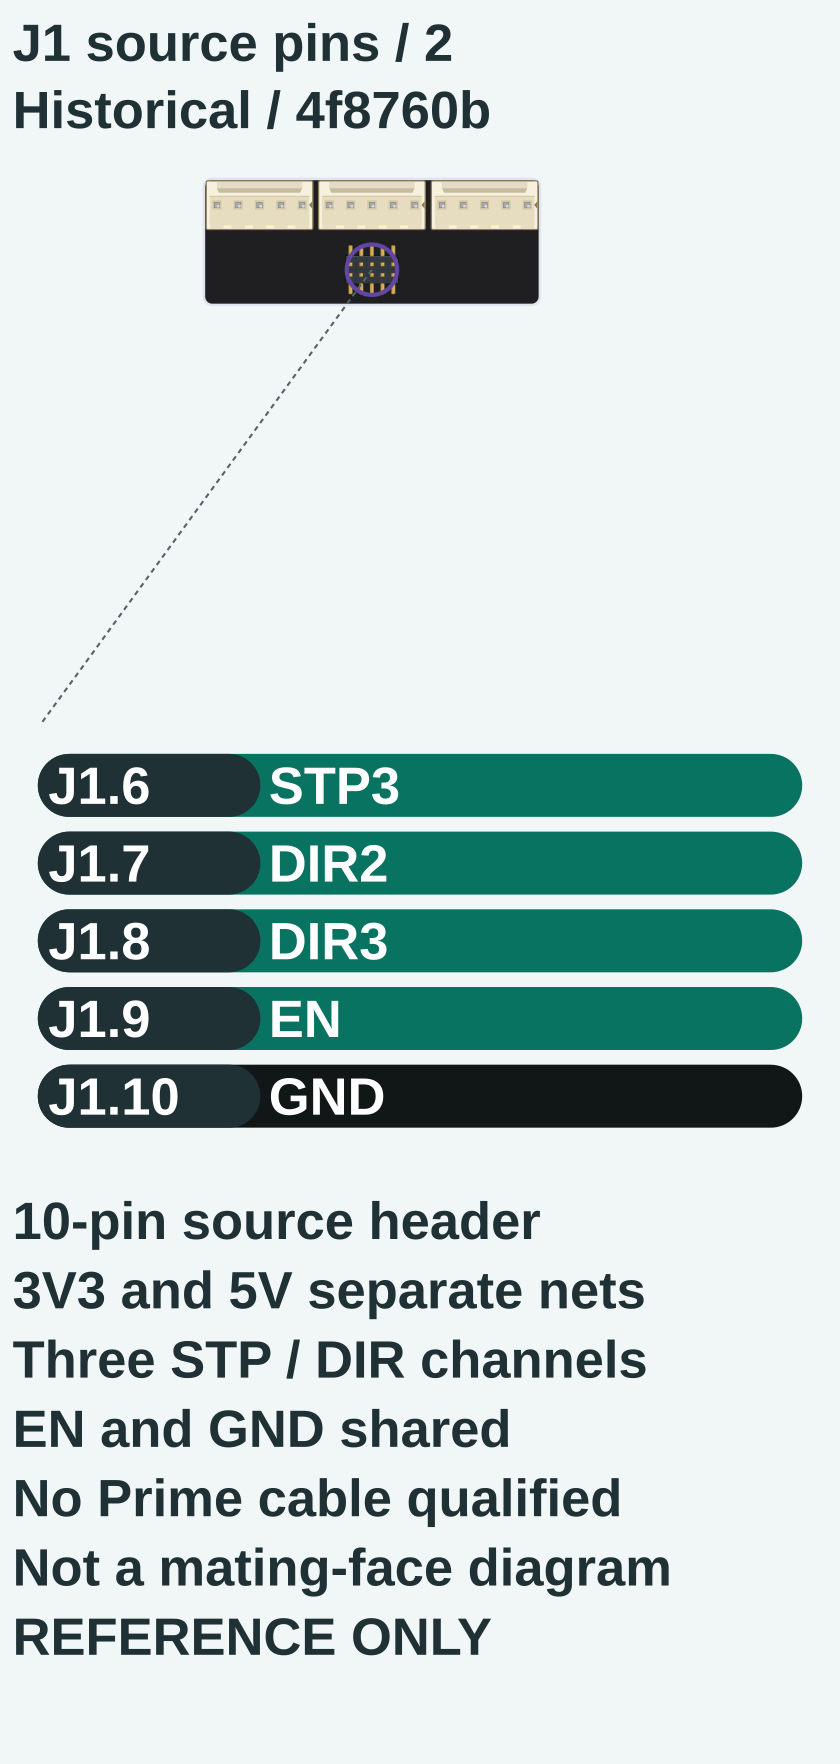 J1 source pins / 2
Historical / 4f8760b
J1.6 STP3
J1.7 DIR2
J1.8 DIR3
J1.9 EN
J1.10 GND
10-pin source header
3V3 and 5V separate nets
Three STP / DIR channels
EN and GND shared
No Prime cable qualified
Not a mating-face diagram
REFERENCE ONLY